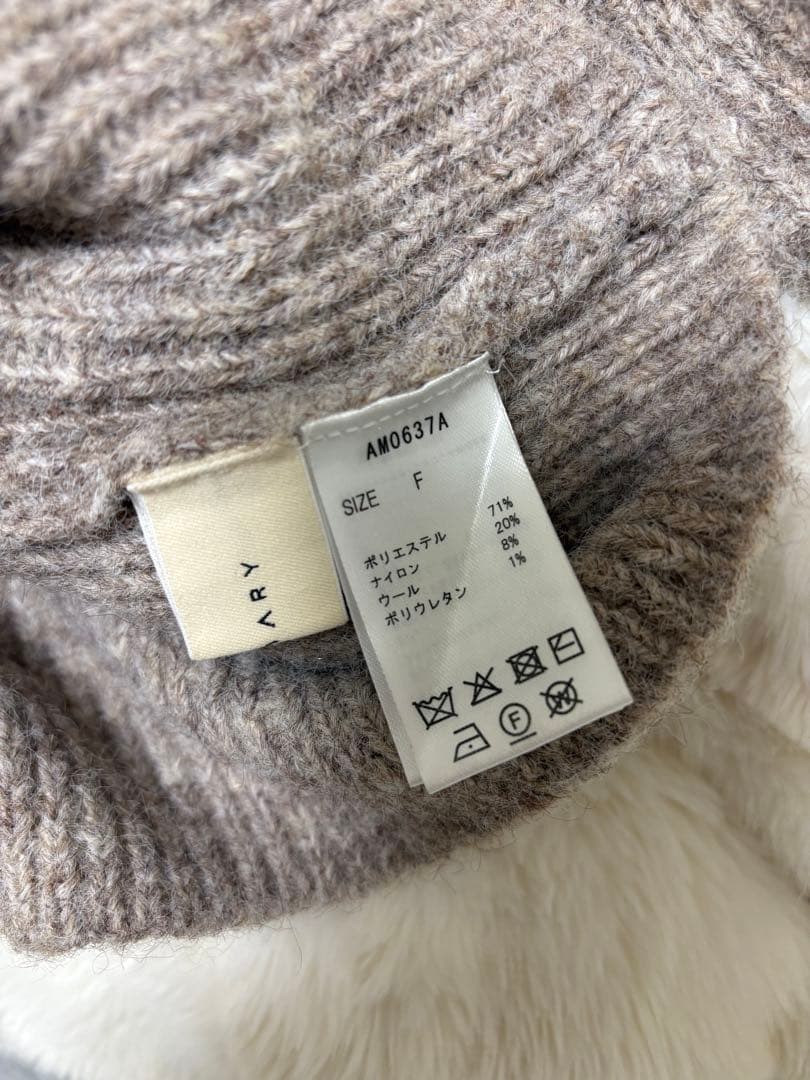 AM0637A
SIZE F
ポリエステル 71%
ナイロン 20%
ウール 8%
ポリウレタン 1%
F